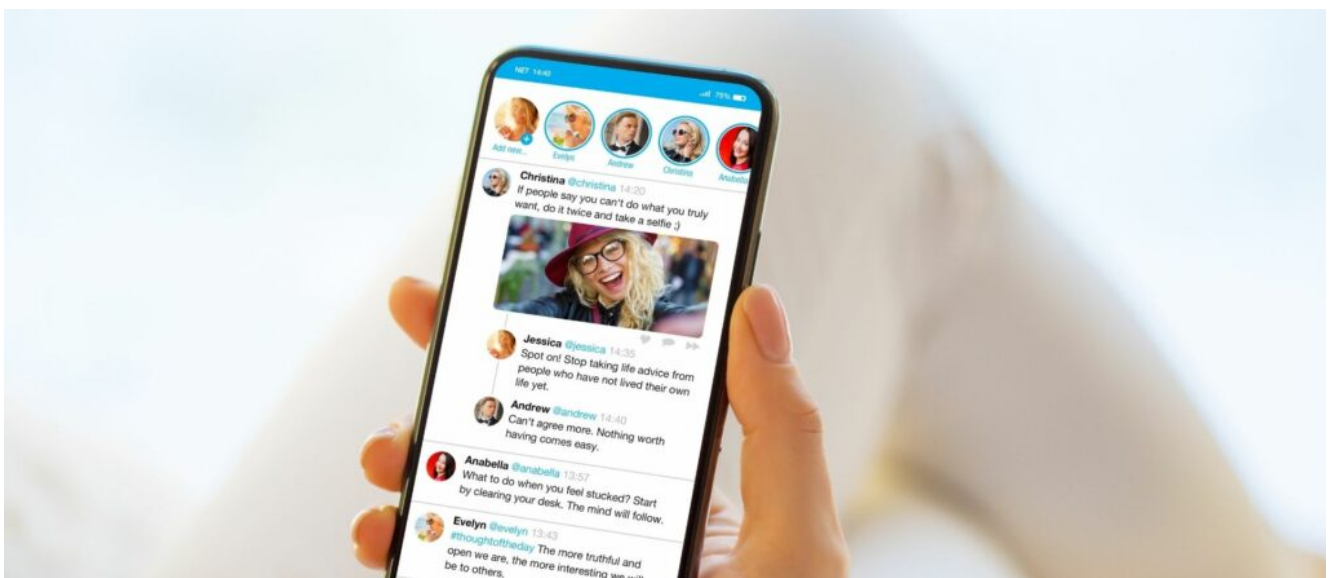 NET 14:40
75%
Add new...
Evelyn
Andrew
Christina
Anabella
Christina @christina 14:20
If people say you can't do what you truly
want, do it twice and take a selfie ;)
Jessica @jessica 14:35
Spot on! Stop taking life advice from
people who have not lived their own
life yet.
Andrew @andrew 14:40
Can't agree more. Nothing worth
having comes easy.
Anabella @anabella 13:57
What to do when you feel stucked? Start
by clearing your desk. The mind will follow.
Evelyn @evelyn 13:43
#thoughtoftheday The more truthful and
open we are, the more interesting we will
be to others.